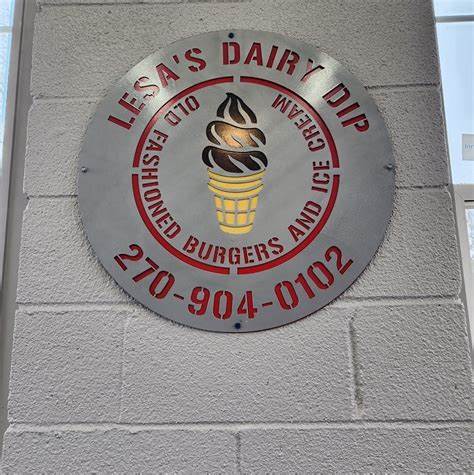 LESA'S DAIRY DIP
OLD FASHIONED BURGERS AND ICE CREAM
270-904-0102